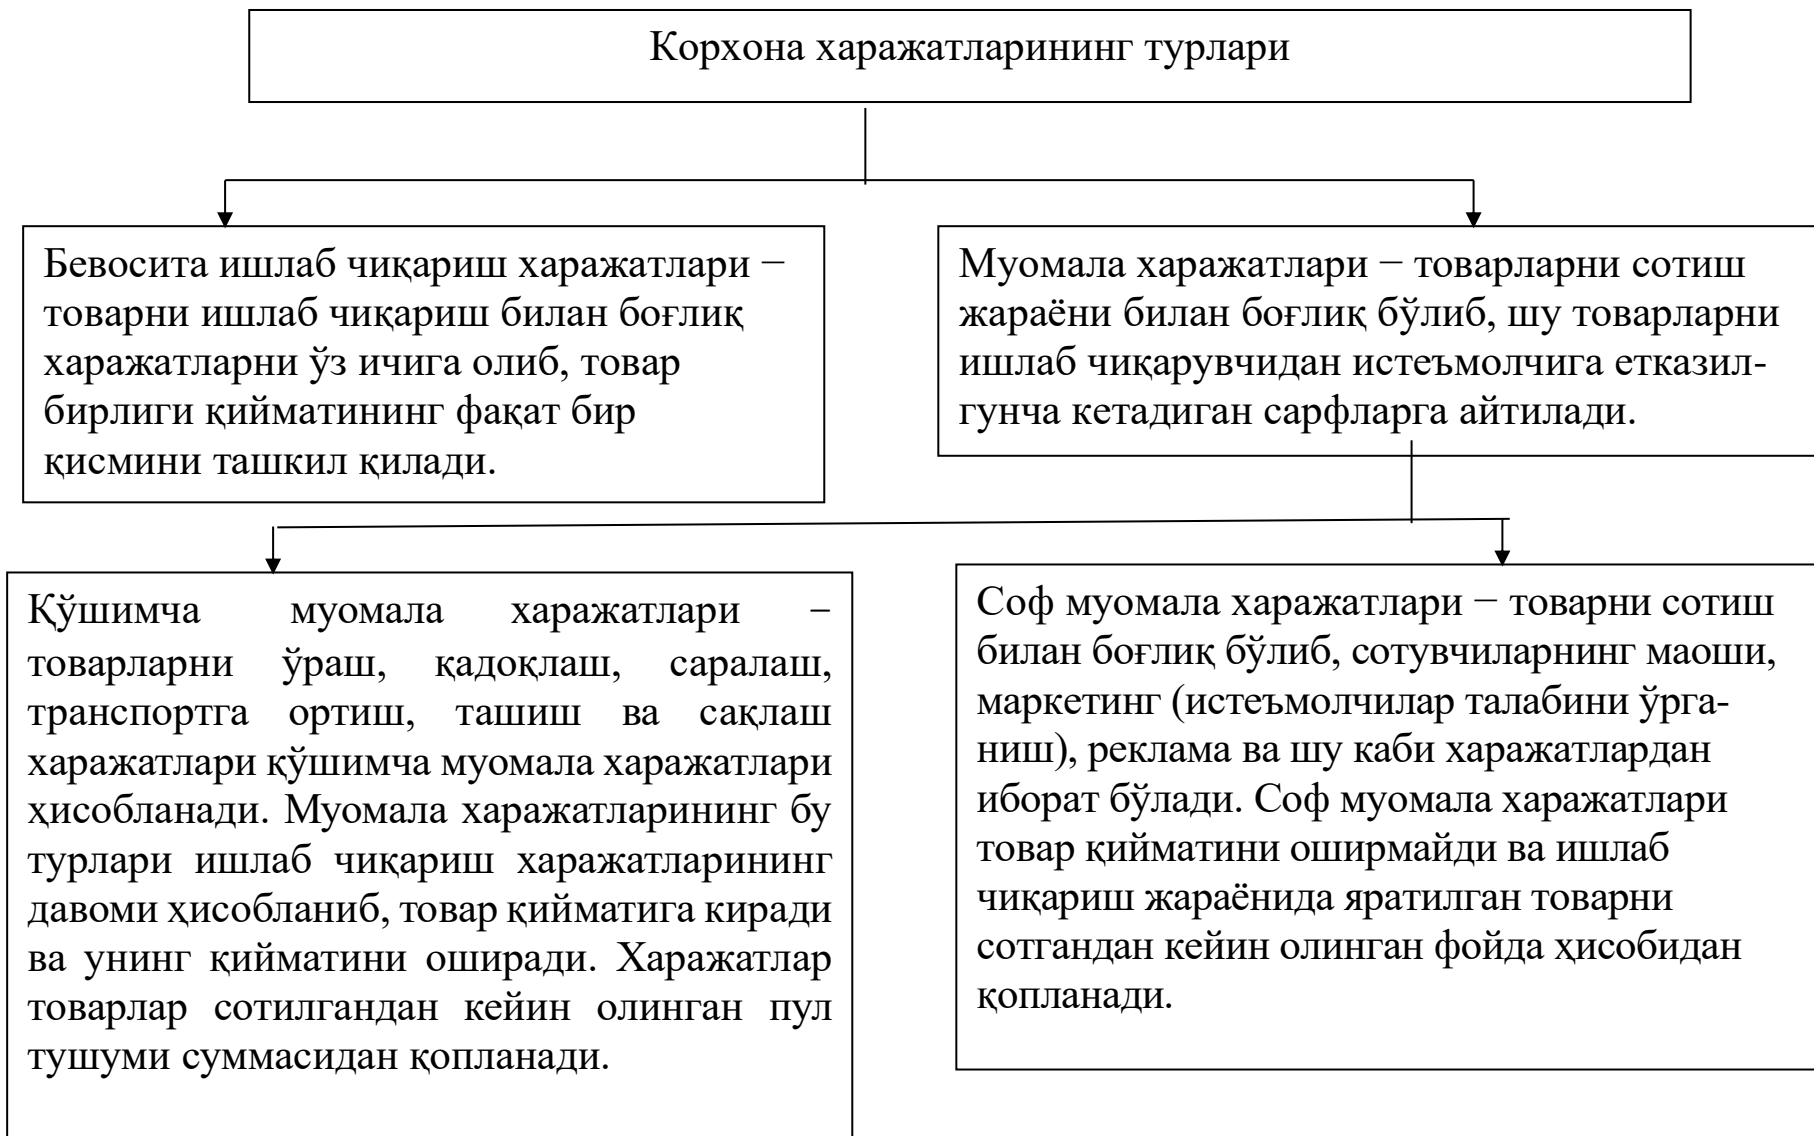 Корхона харажатларининг турлари
Бевосита ишлаб чиқариш харажатлари −
товарни ишлаб чиқариш билан боғлиқ
харажатларни ўз ичига олиб, товар
бирлиги қийматининг фақат бир
қисмини ташкил қилади.
Муомала харажатлари − товарларни сотиш
жараёни билан боғлиқ бўлиб, шу товарларни
ишлаб чиқарувчидан истеъмолчига етказил-
гунча кетадиган сарфларга айтилади.
Қўшимча муомала харажатлари −
товарларни ўраш, қадоқлаш, саралаш,
транспортга ортиш, ташиш ва сақлаш
харажатлари қўшимча муомала харажатлари
ҳисобланади. Муомала харажатларининг бу
турлари ишлаб чиқариш харажатларининг
давоми ҳисобланиб, товар қийматига киради
ва унинг қийматини оширади. Харажатлар
товарлар сотилгандан кейин олинган пул
тушуми суммасидан қопланади.
Соф муомала харажатлари − товарни сотиш
билан боғлиқ бўлиб, сотувчиларнинг маоши,
маркетинг (истеъмолчилар талабини ўрга-
ниш), реклама ва шу каби харажатлардан
иборат бўлади. Соф муомала харажатлари
товар қийматини оширмайди ва ишлаб
чиқариш жараёнида яратилган товарни
сотгандан кейин олинган фойда ҳисобидан
қопланади.